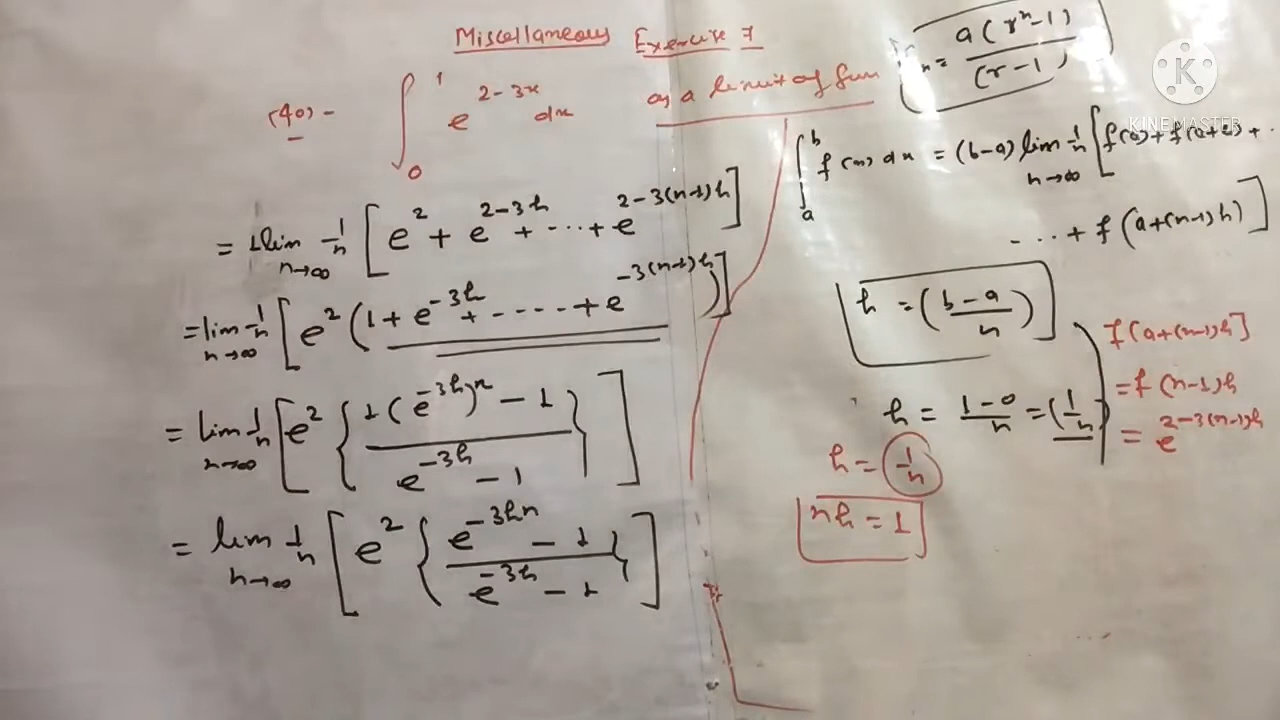 Miscellaneous Exercise 7
(40) - ∫₀¹ e^{2-3x} dx as a limit of sum
= 1 lim_{n→∞} 1/n [e² + e^{2-3h} + ... + e^{2-3(n-1)h}]
= lim_{n→∞} 1/n [e² (1 + e^{-3h} + ---- + e^{-3(n-1)h})]
= lim_{n→∞} 1/n [e² {1(e^{-3h})^n - 1 / e^{-3h} - 1}]
= lim_{n→∞} 1/n [e² {e^{-3hn} - 1 / e^{-3h} - 1}]
n = a(r^n - 1) / (r - 1)
KINEMASTER
∫_a^b f(x) dx = (b-a) lim_{n→∞} 1/n [f(a) + f(a+h) + ...
... + f(a+(n-1)h)]
h = (b-a / n)
h = 1-0 / n = (1/n)
h = 1/n
nh = 1
f[a+(n-1)h]
= f(n-1)h
= e^{2-3(n-1)h}